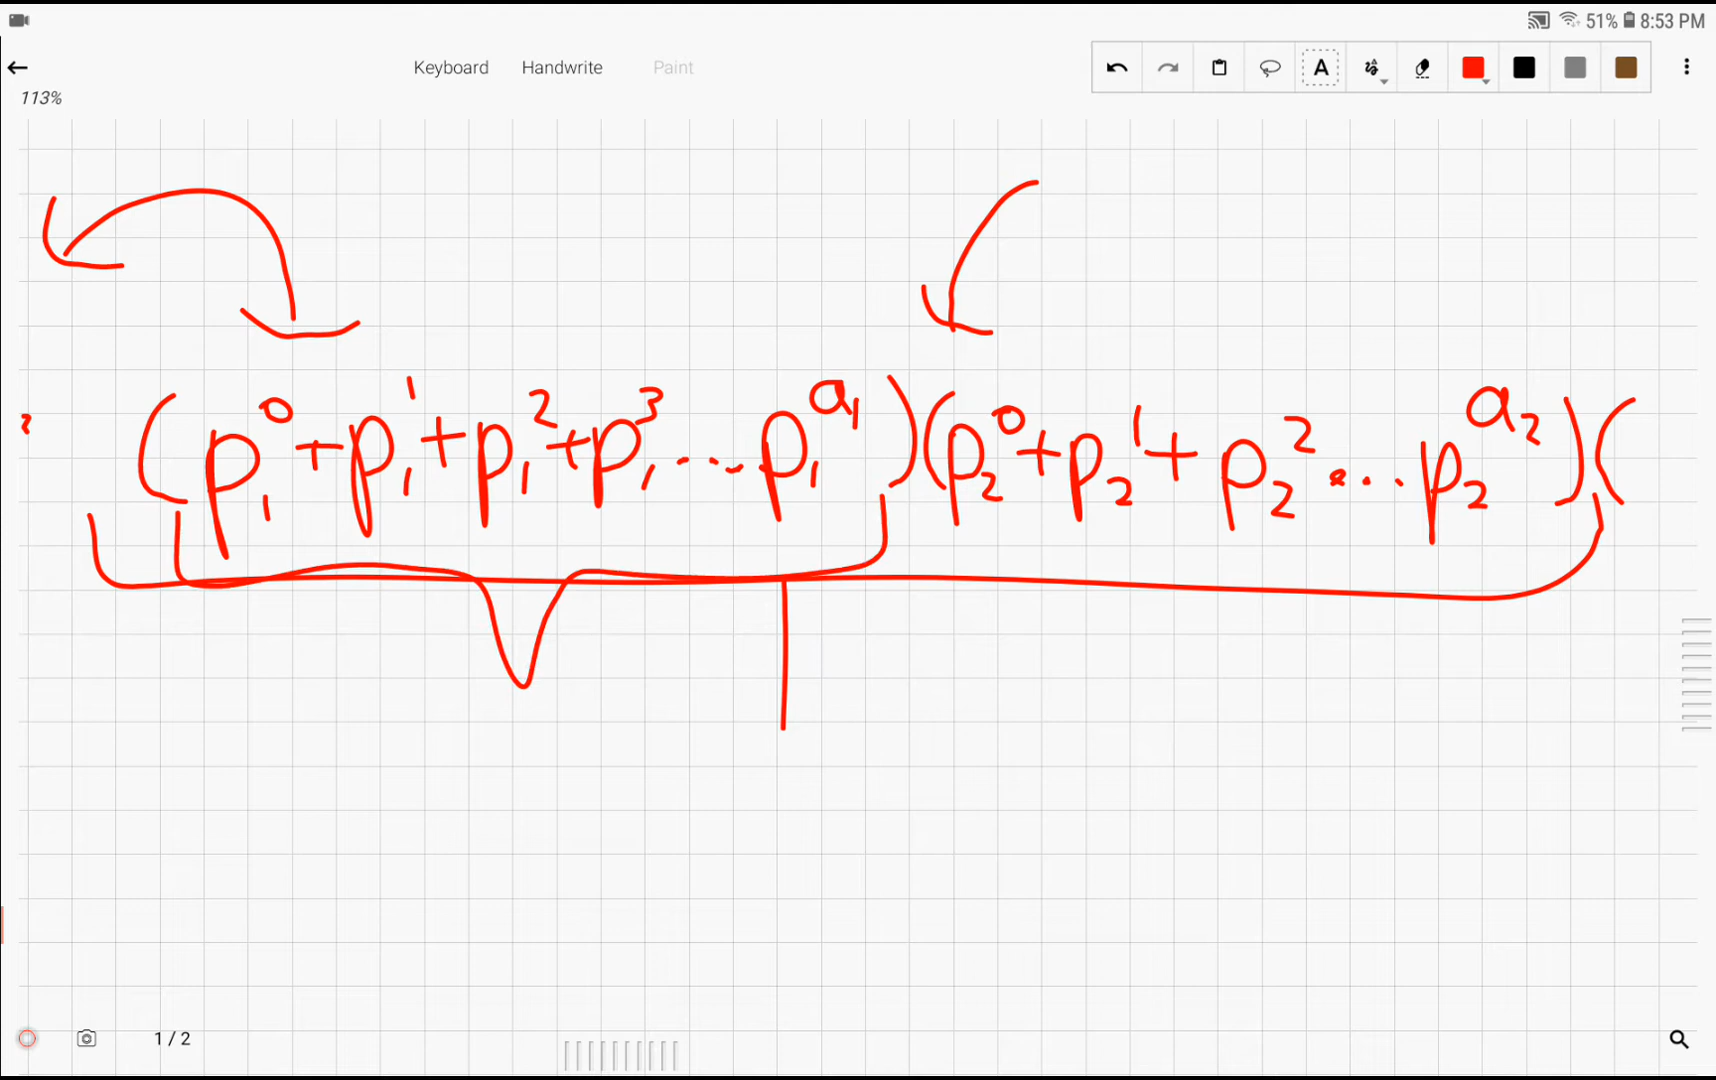 51% 8:53 PM
Keyboard Handwrite Paint A
113%
2 (p₁⁰+p₁¹+p₁²+p₁³...p₁^a₁)(p₂⁰+p₂¹+p₂²...p₂^a₂)(
1 / 2